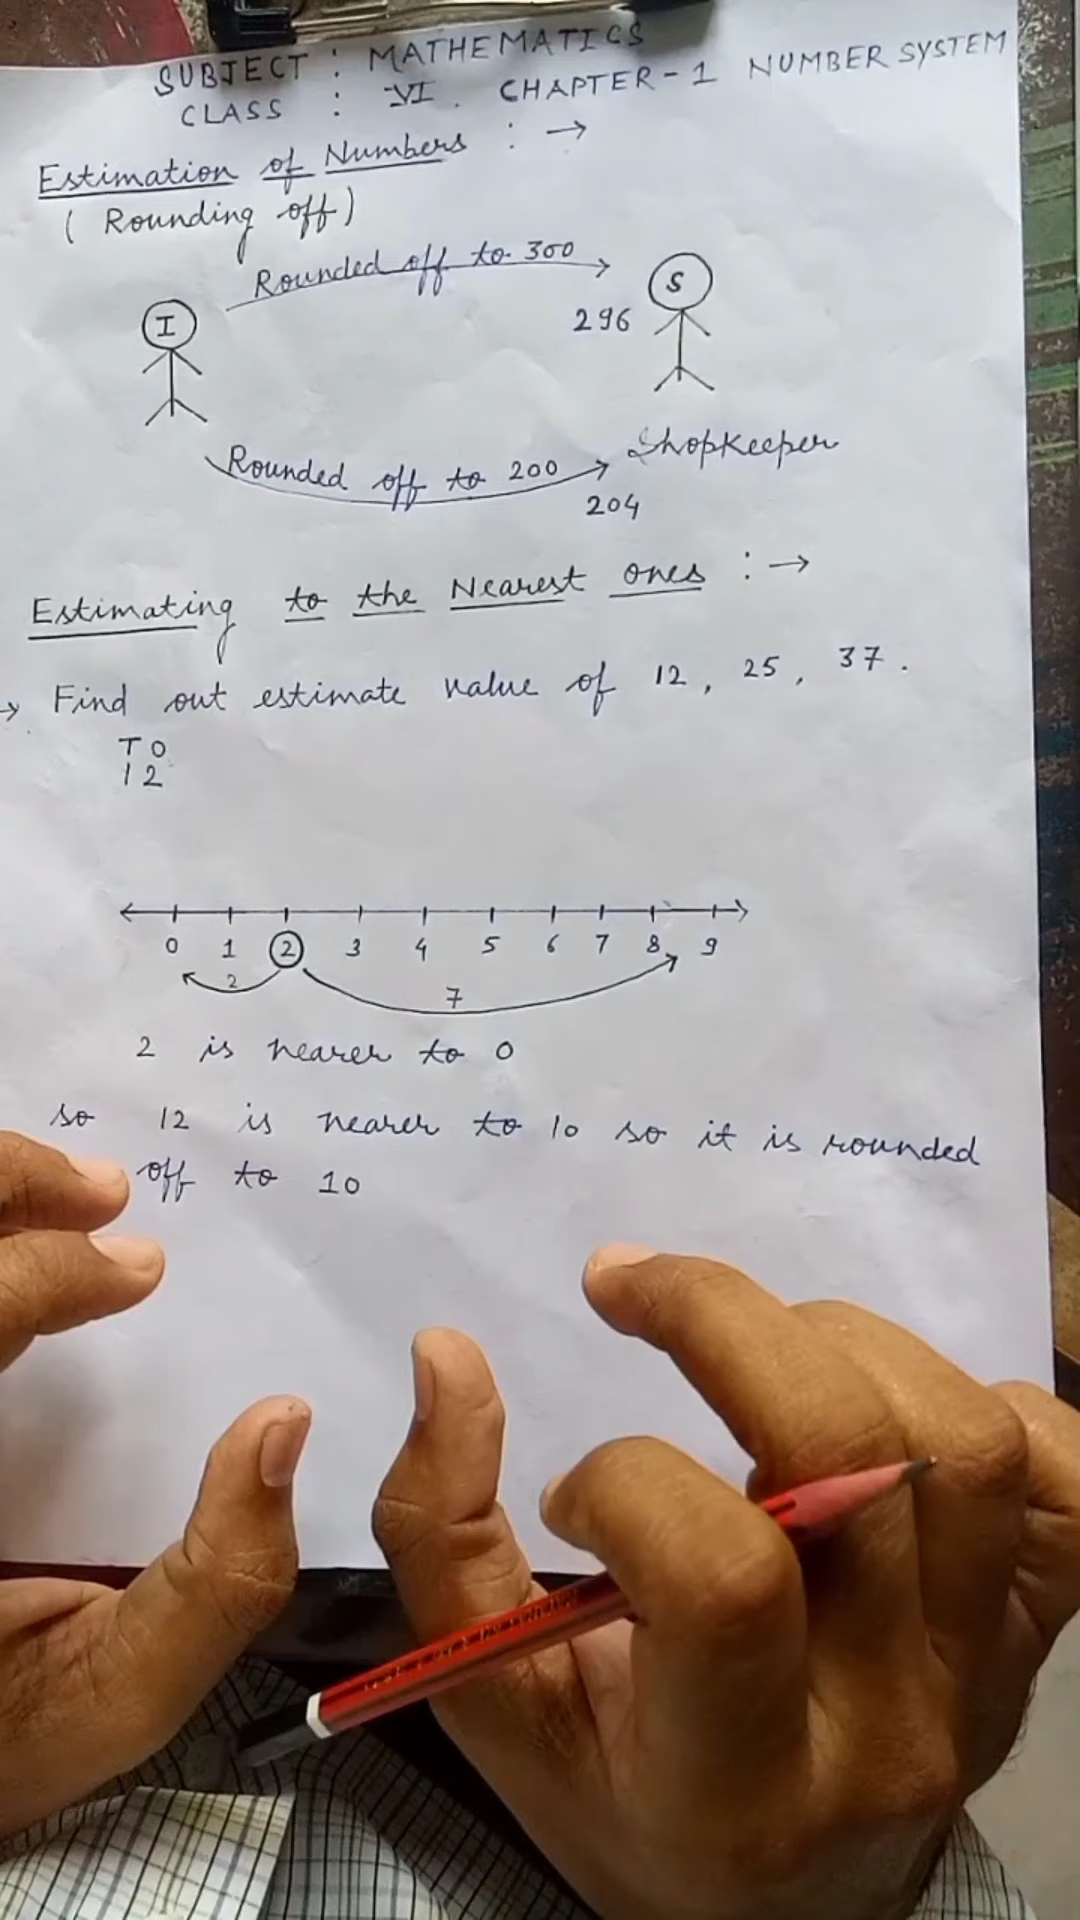 SUBJECT : MATHEMATICS
CLASS : VI. CHAPTER-1 NUMBER SYSTEM
Estimation of Numbers : →
( Rounding off)
Rounded off to 300
I
S
296
Shopkeeper
Rounded off to 200
204
Estimating to the Nearest ones : →
→ Find out estimate value of 12, 25, 37.
T O
1 2
0 1 2 3 4 5 6 7 8 9
2 7
2 is nearer to 0
so 12 is nearer to 10 so it is rounded
off to 10